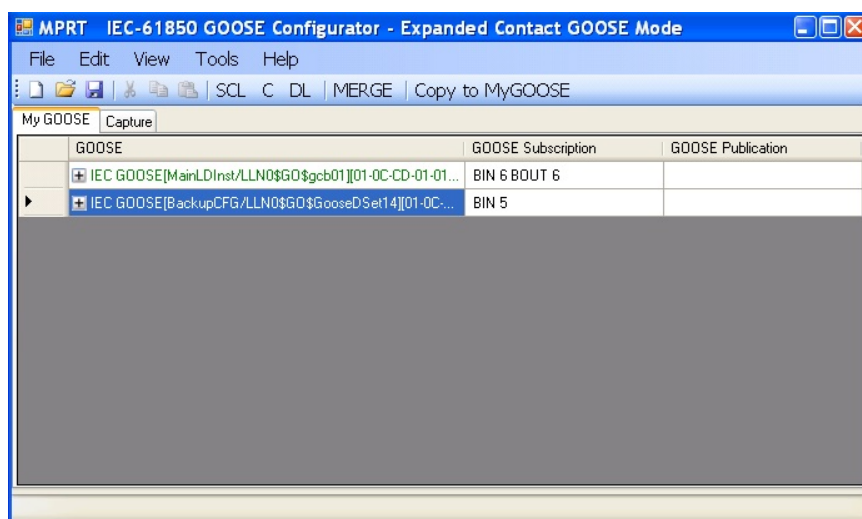 MPRT IEC-61850 GOOSE Configurator - Expanded Contact GOOSE Mode
File Edit View Tools Help
SCL C DL MERGE Copy to MyGOOSE
My GOOSE Capture
GOOSE GOOSE Subscription GOOSE Publication
IEC GOOSE[MainLDInst/LLN0$GO$gcb01][01-0C-CD-01-01... BIN 6 BOUT 6
IEC GOOSE[BackupCFG/LLN0$GO$GooseDSet14][01-0C-... BIN 5